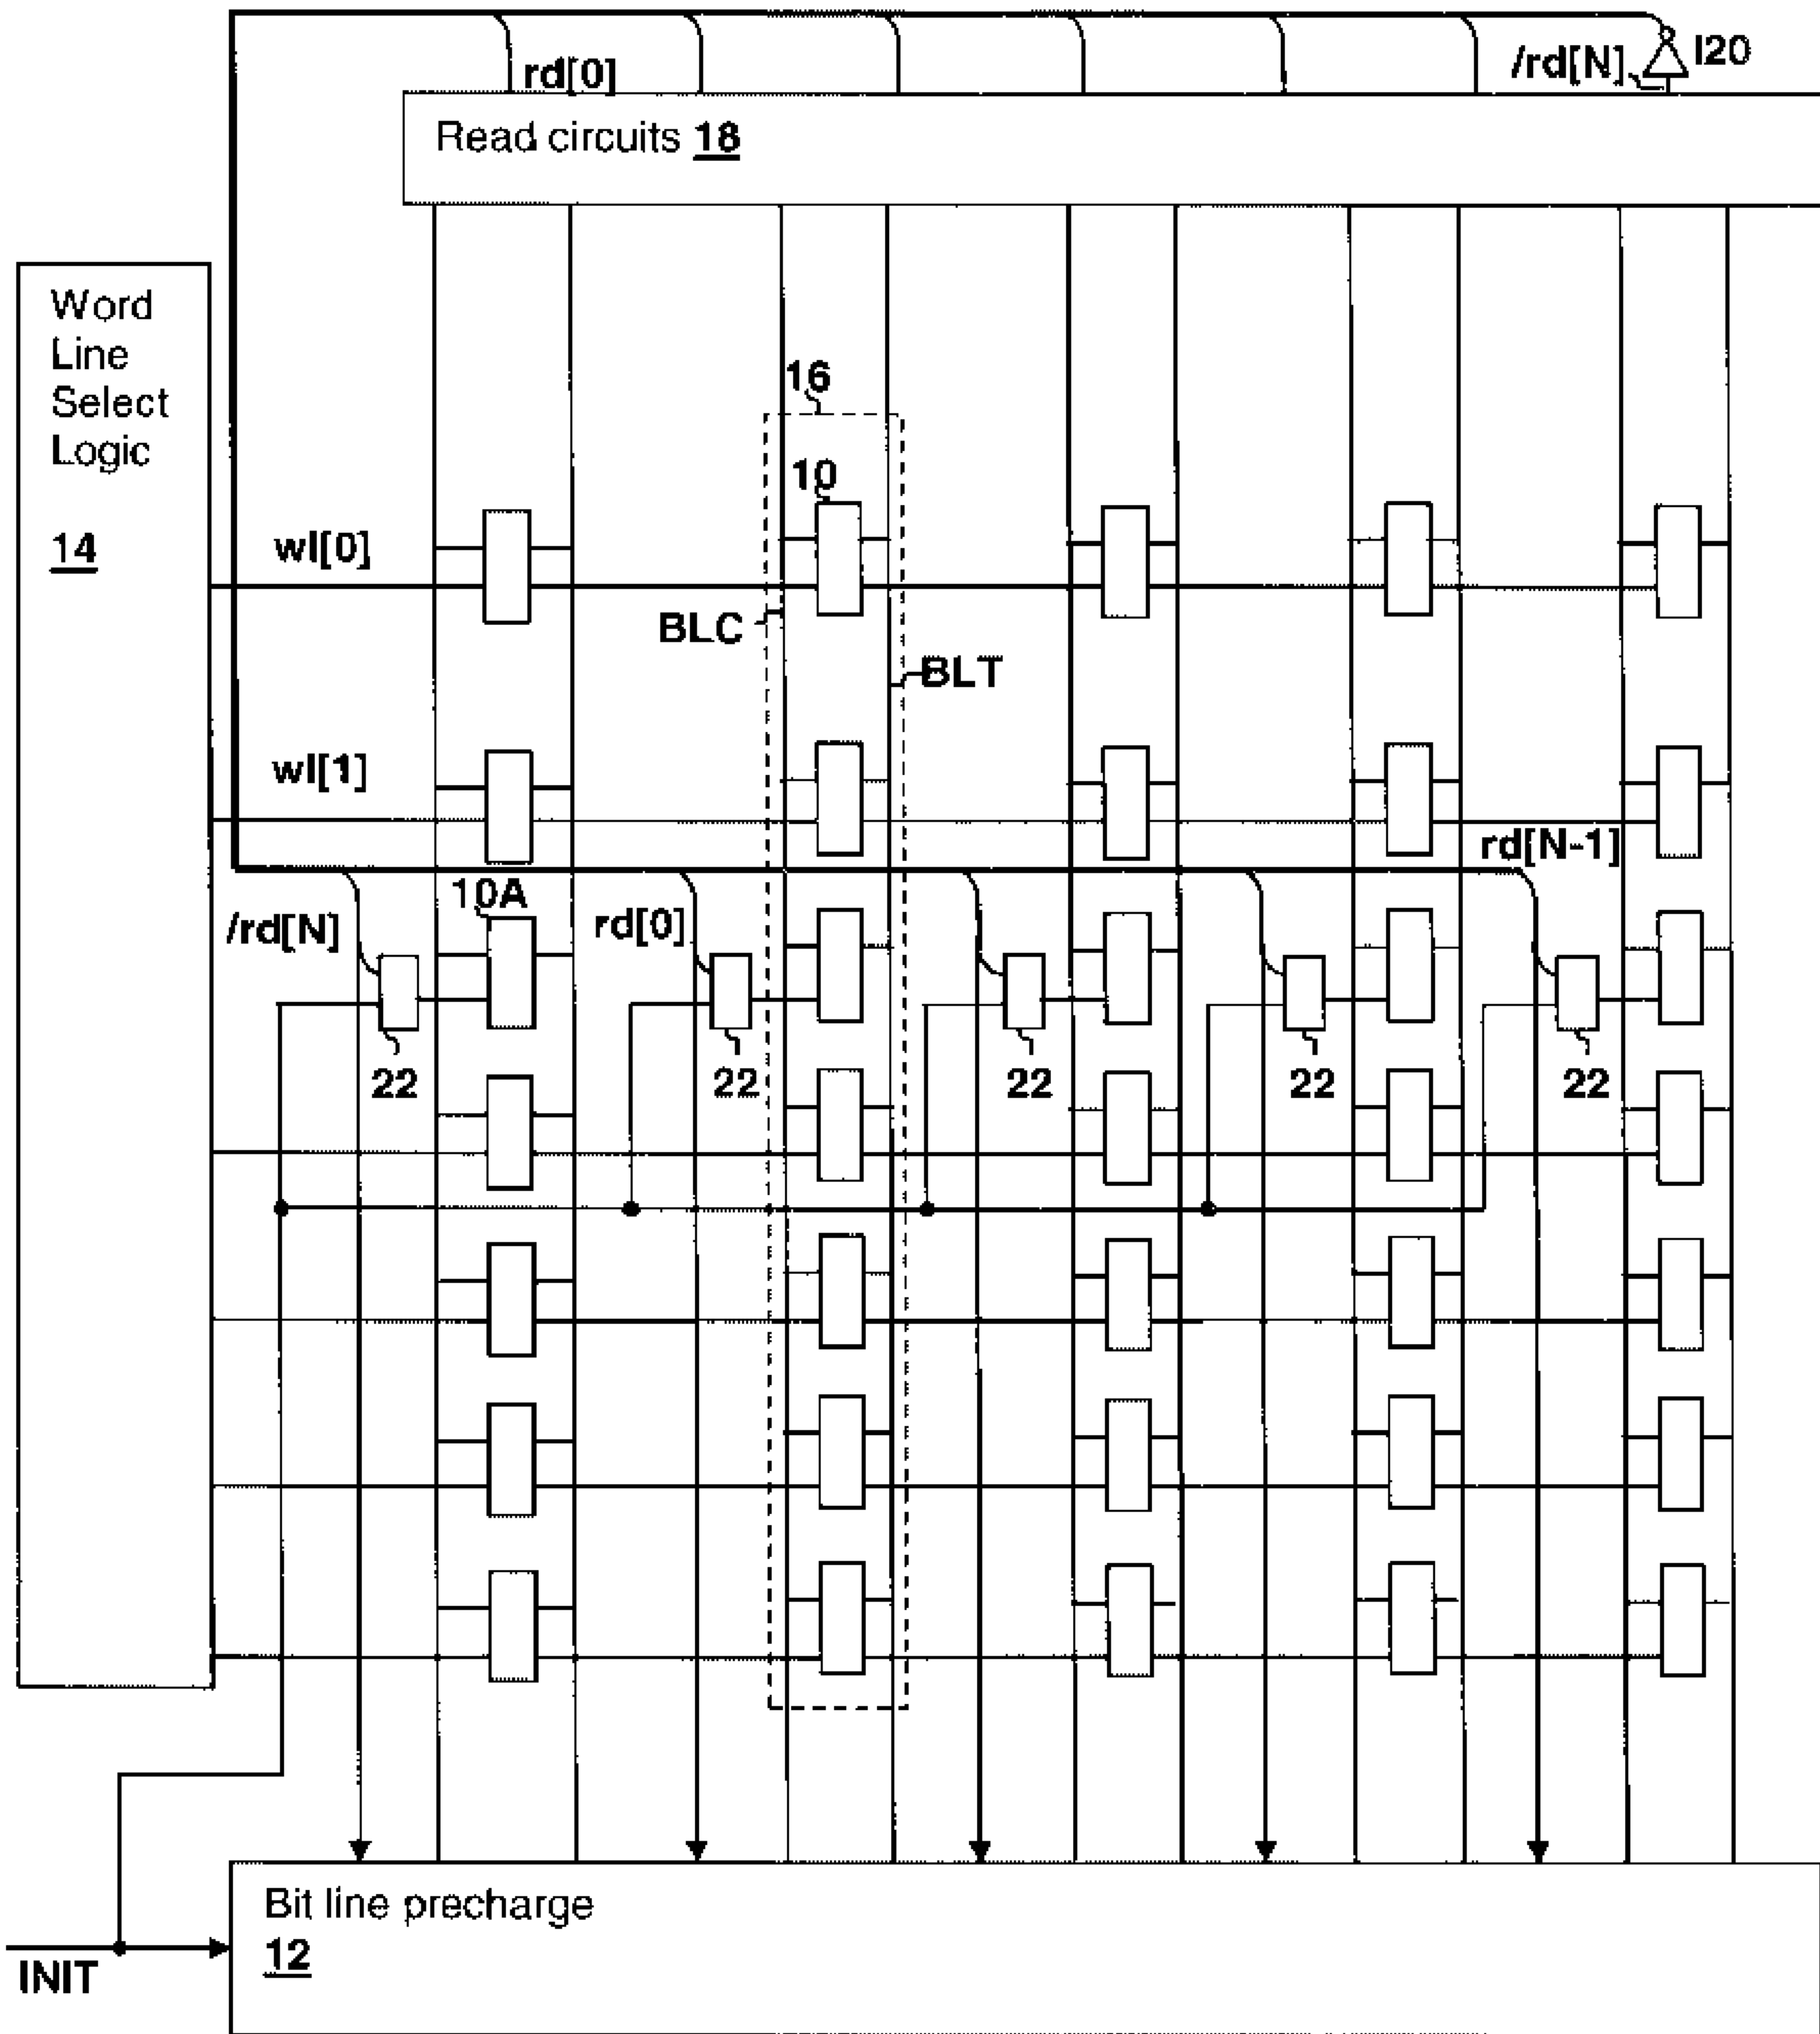 rd[0]
/rd[N]
I20
Read circuits 18
Word
Line
Select
Logic
14
16
10
wl[0]
BLC
BLT
wl[1]
rd[N-1]
10A
/rd[N]
rd[0]
22
22
22
22
22
Bit line precharge
12
INIT